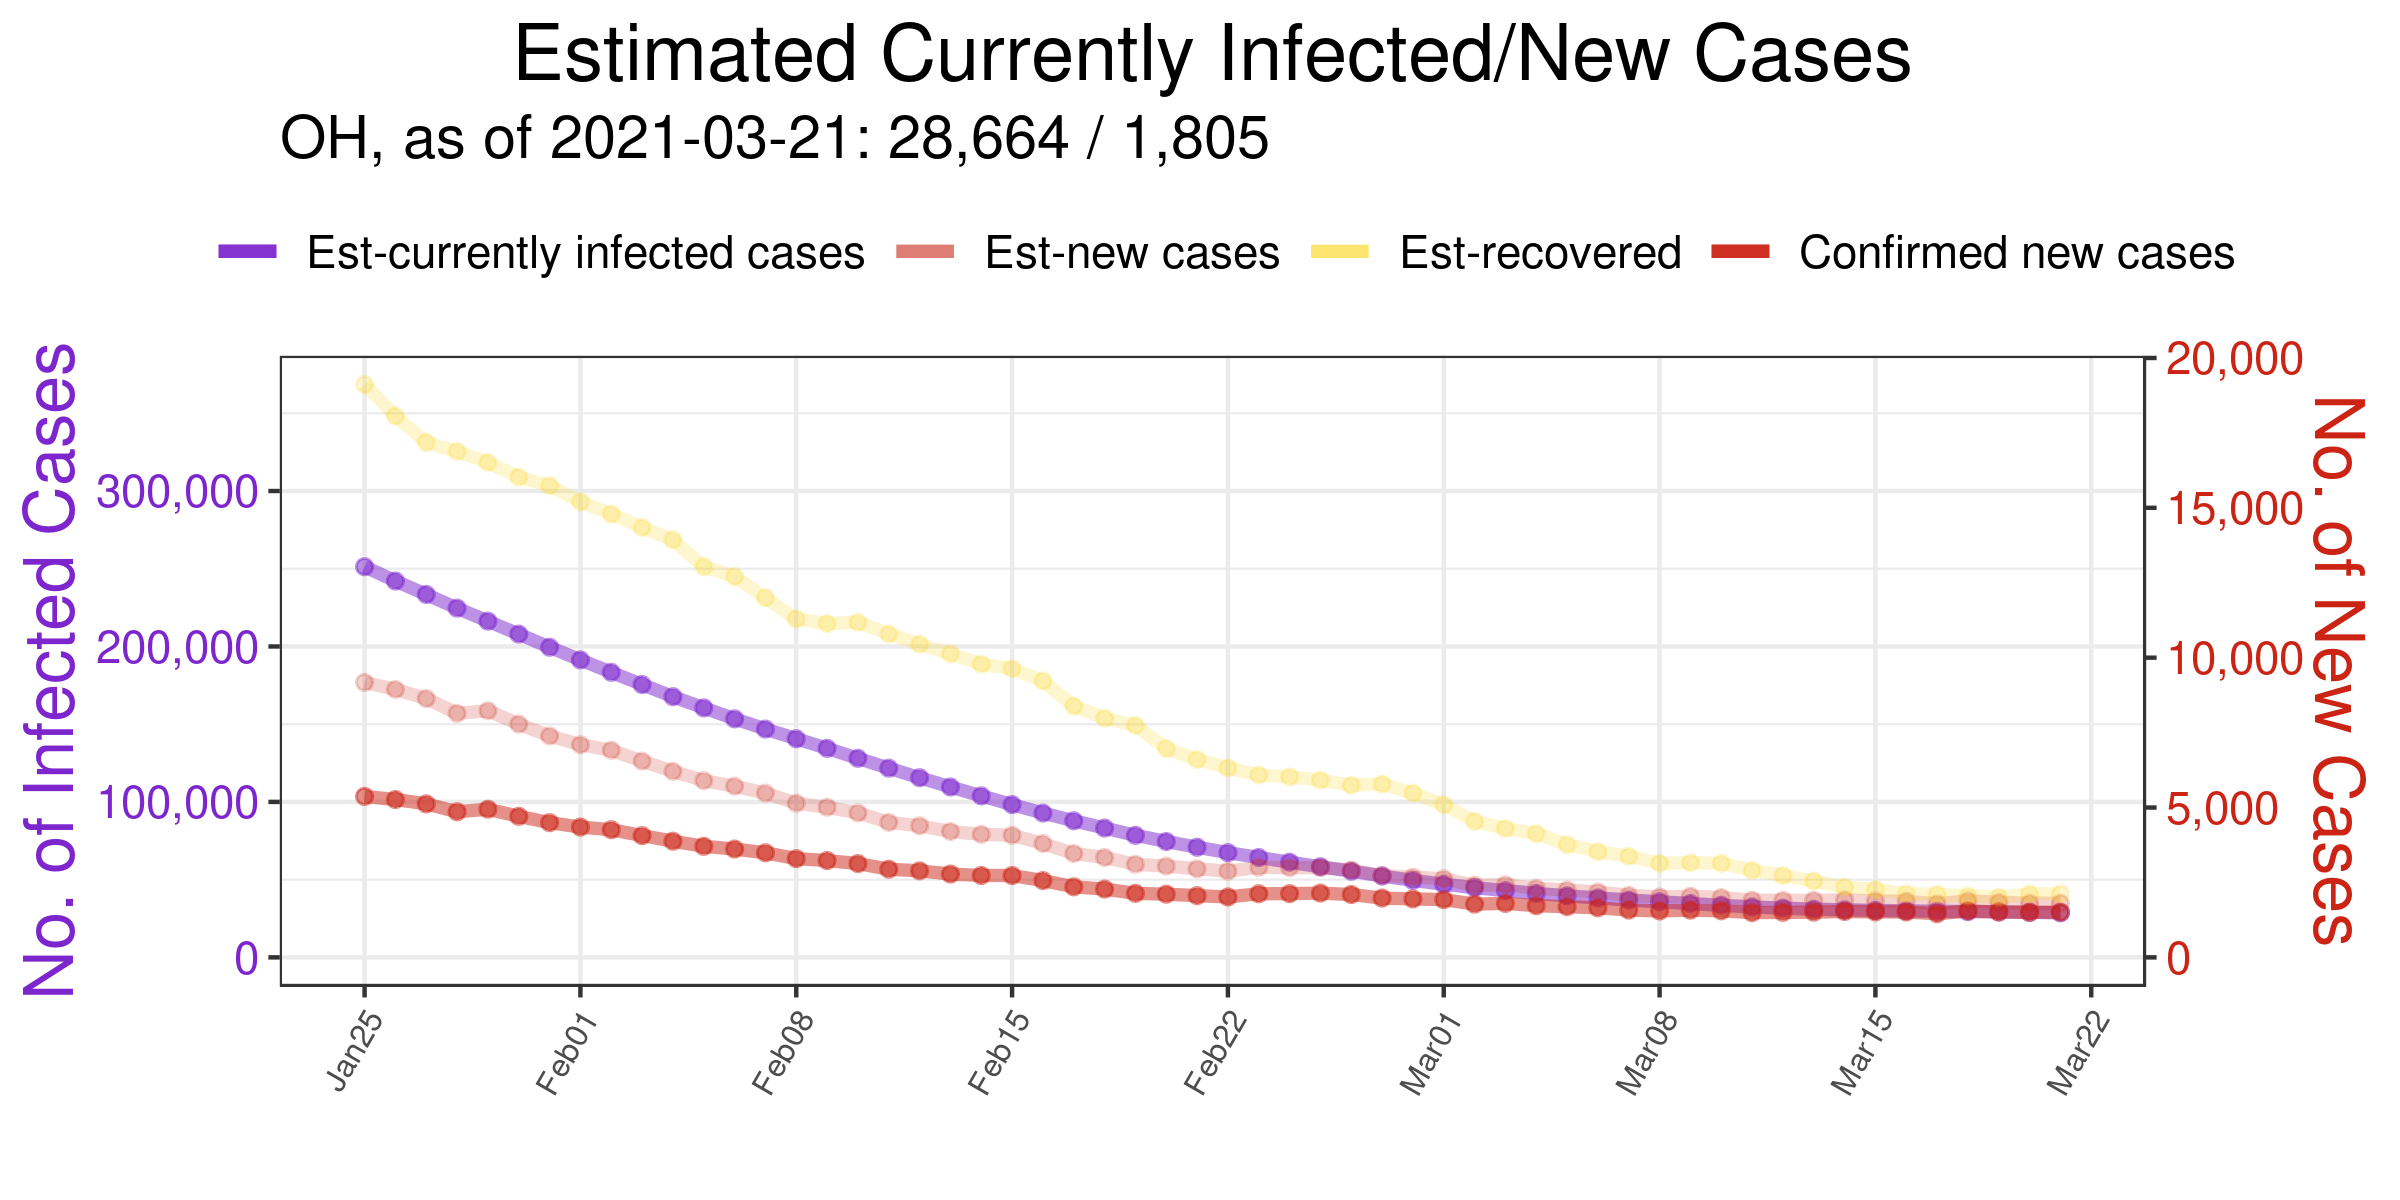 Estimated Currently Infected/New Cases
OH, as of 2021-03-21: 28,664 / 1,805
Est-currently infected cases Est-new cases Est-recovered Confirmed new cases
No. of Infected Cases
300,000
200,000
100,000
0
20,000
15,000
10,000
5,000
0
No. of New Cases
Jan25 Feb01 Feb08 Feb15 Feb22 Mar01 Mar08 Mar15 Mar22